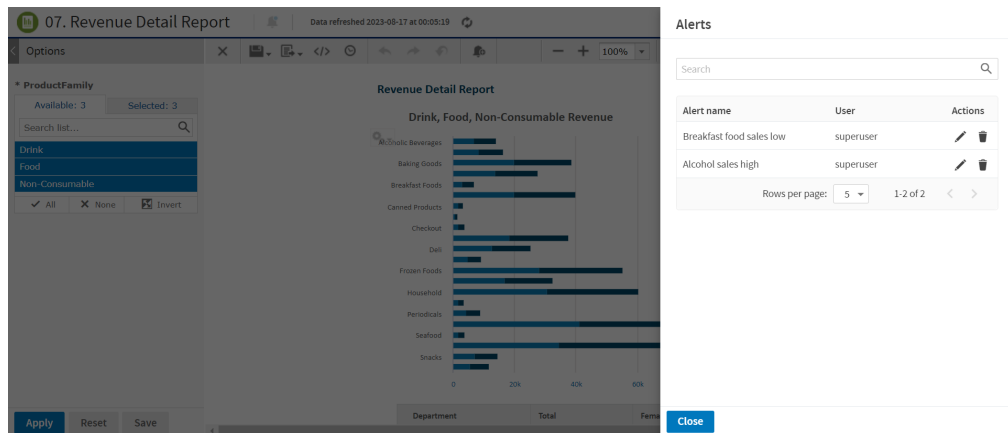 07. Revenue Detail Report
Data refreshed 2023-08-17 at 00:05:19
Options
100%
* ProductFamily
Available: 3
Selected: 3
Search list...
Drink
Food
Non-Consumable
All
None
Invert
Apply
Reset
Save
Revenue Detail Report
Drink, Food, Non-Consumable Revenue
Alcoholic Beverages
Baking Goods
Breakfast Foods
Canned Products
Checkout
Deli
Frozen Foods
Household
Periodicals
Seafood
Snacks
0 20k 40k 60k
Department Total Fema
Alerts
Search
Alert name User Actions
Breakfast food sales low superuser
Alcohol sales high superuser
Rows per page: 5 1-2 of 2
Close